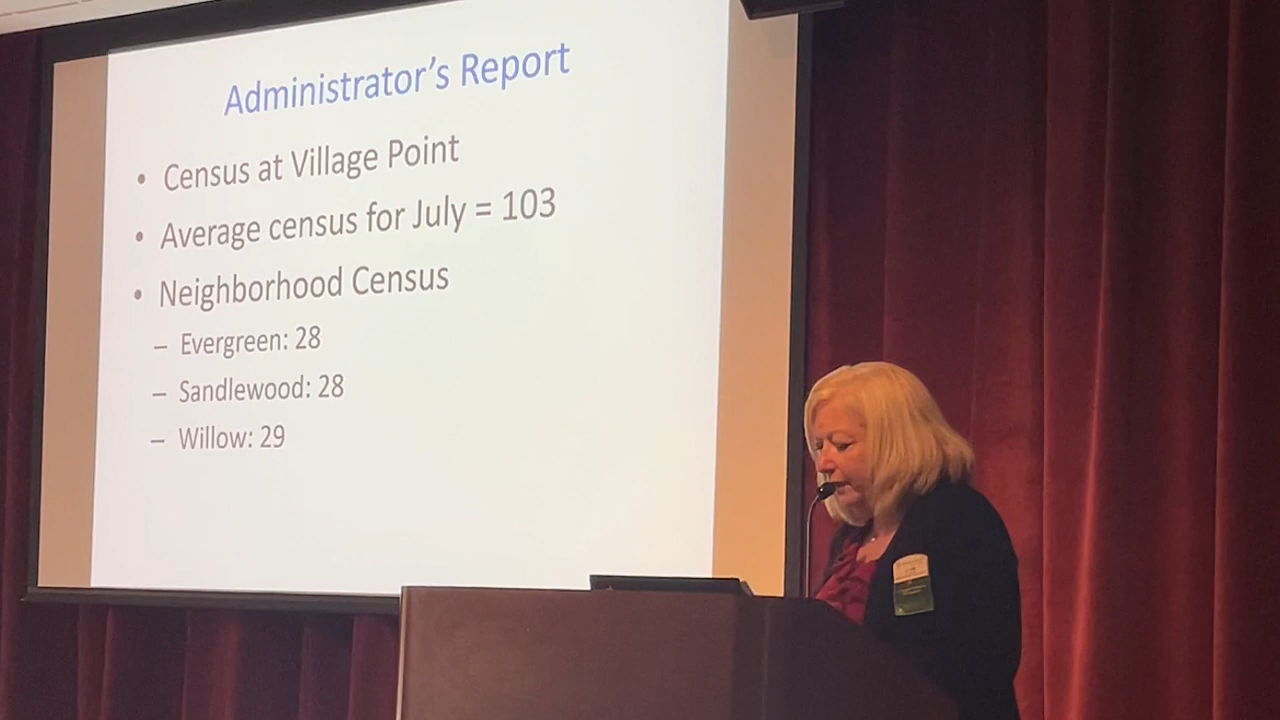 Administrator's Report
• Census at Village Point
• Average census for July = 103
• Neighborhood Census
– Evergreen: 28
– Sandlewood: 28
– Willow: 29